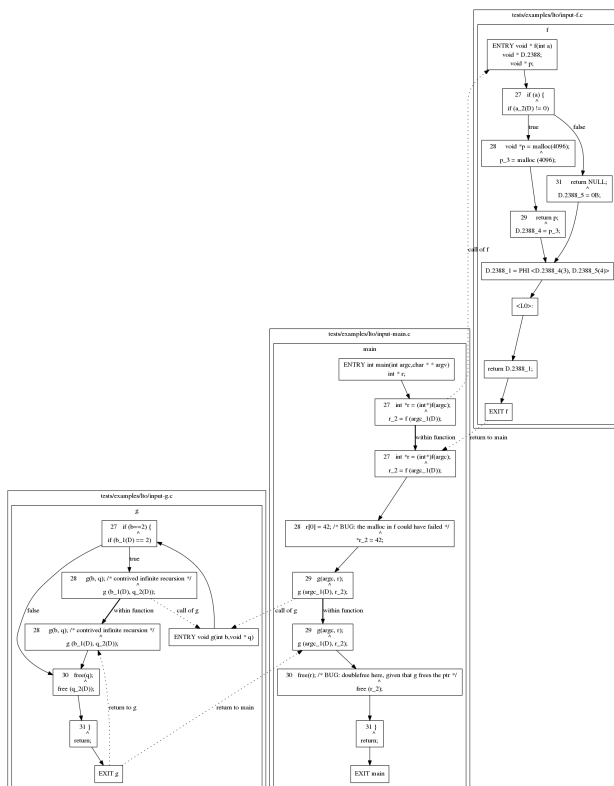 tests/examples/lto/input-f.c
f
ENTRY void * f(int a)
void * D.2388;
void * p;
27 if (a) {
^
if (a_2(D) != 0)
true
false
28 void *p = malloc(4096);
^
p_3 = malloc (4096);
31 return NULL;
^
D.2388_5 = 0B;
29 return p;
^
D.2388_4 = p_3;
call of f
D.2388_1 = PHI <D.2388_4(3), D.2388_5(4)>
<L0>:
return D.2388_1;
EXIT f
return to main
tests/examples/lto/input-main.c
main
ENTRY int main(int argc,char * * argv)
int * r;
27 int *r = (int*)f(argc);
^
r_2 = f (argc_1(D));
within function
27 int *r = (int*)f(argc);
^
r_2 = f (argc_1(D));
28 r[0] = 42; /* BUG: the malloc in f could have failed */
^
*r_2 = 42;
29 g(argc, r);
^
g (argc_1(D), r_2);
call of g
within function
29 g(argc, r);
^
g (argc_1(D), r_2);
30 free(r); /* BUG: doublefree here, given that g frees the ptr */
^
free (r_2);
31 }
^
return;
EXIT main
tests/examples/lto/input-g.c
g
27 if (b==2) {
^
if (b_1(D) == 2)
true
false
28 g(b, q); /* contrived infinite recursion */
^
g (b_1(D), q_2(D));
within function
call of g
28 g(b, q); /* contrived infinite recursion */
^
g (b_1(D), q_2(D));
ENTRY void g(int b,void * q)
30 free(q);
^
free (q_2(D));
return to g
return to main
31 }
^
return;
EXIT g